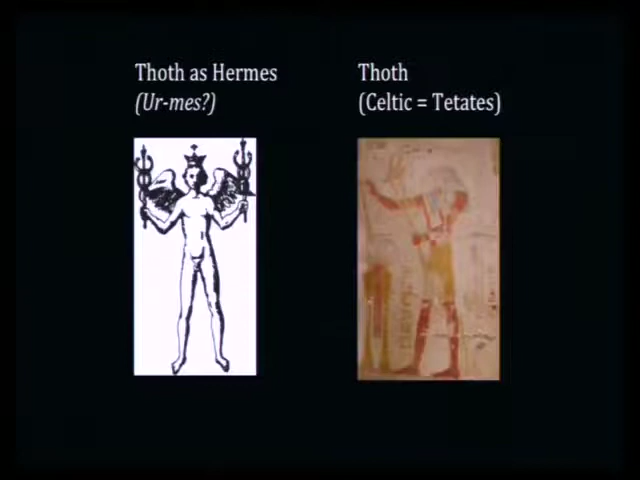 Thoth as Hermes
(Ur-mes?)
Thoth
(Celtic = Tetates)